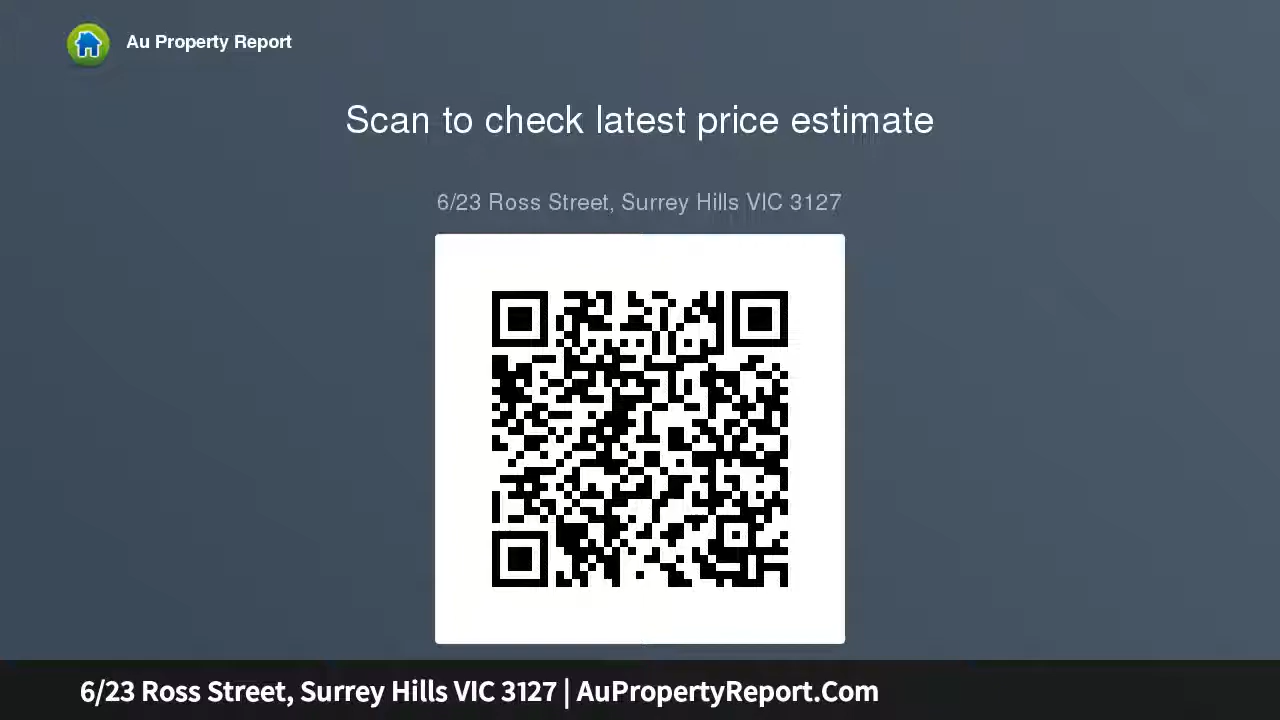 Au Property Report
Scan to check latest price estimate
6/23 Ross Street, Surrey Hills VIC 3127
6/23 Ross Street, Surrey Hills VIC 3127 | AuPropertyReport.Com